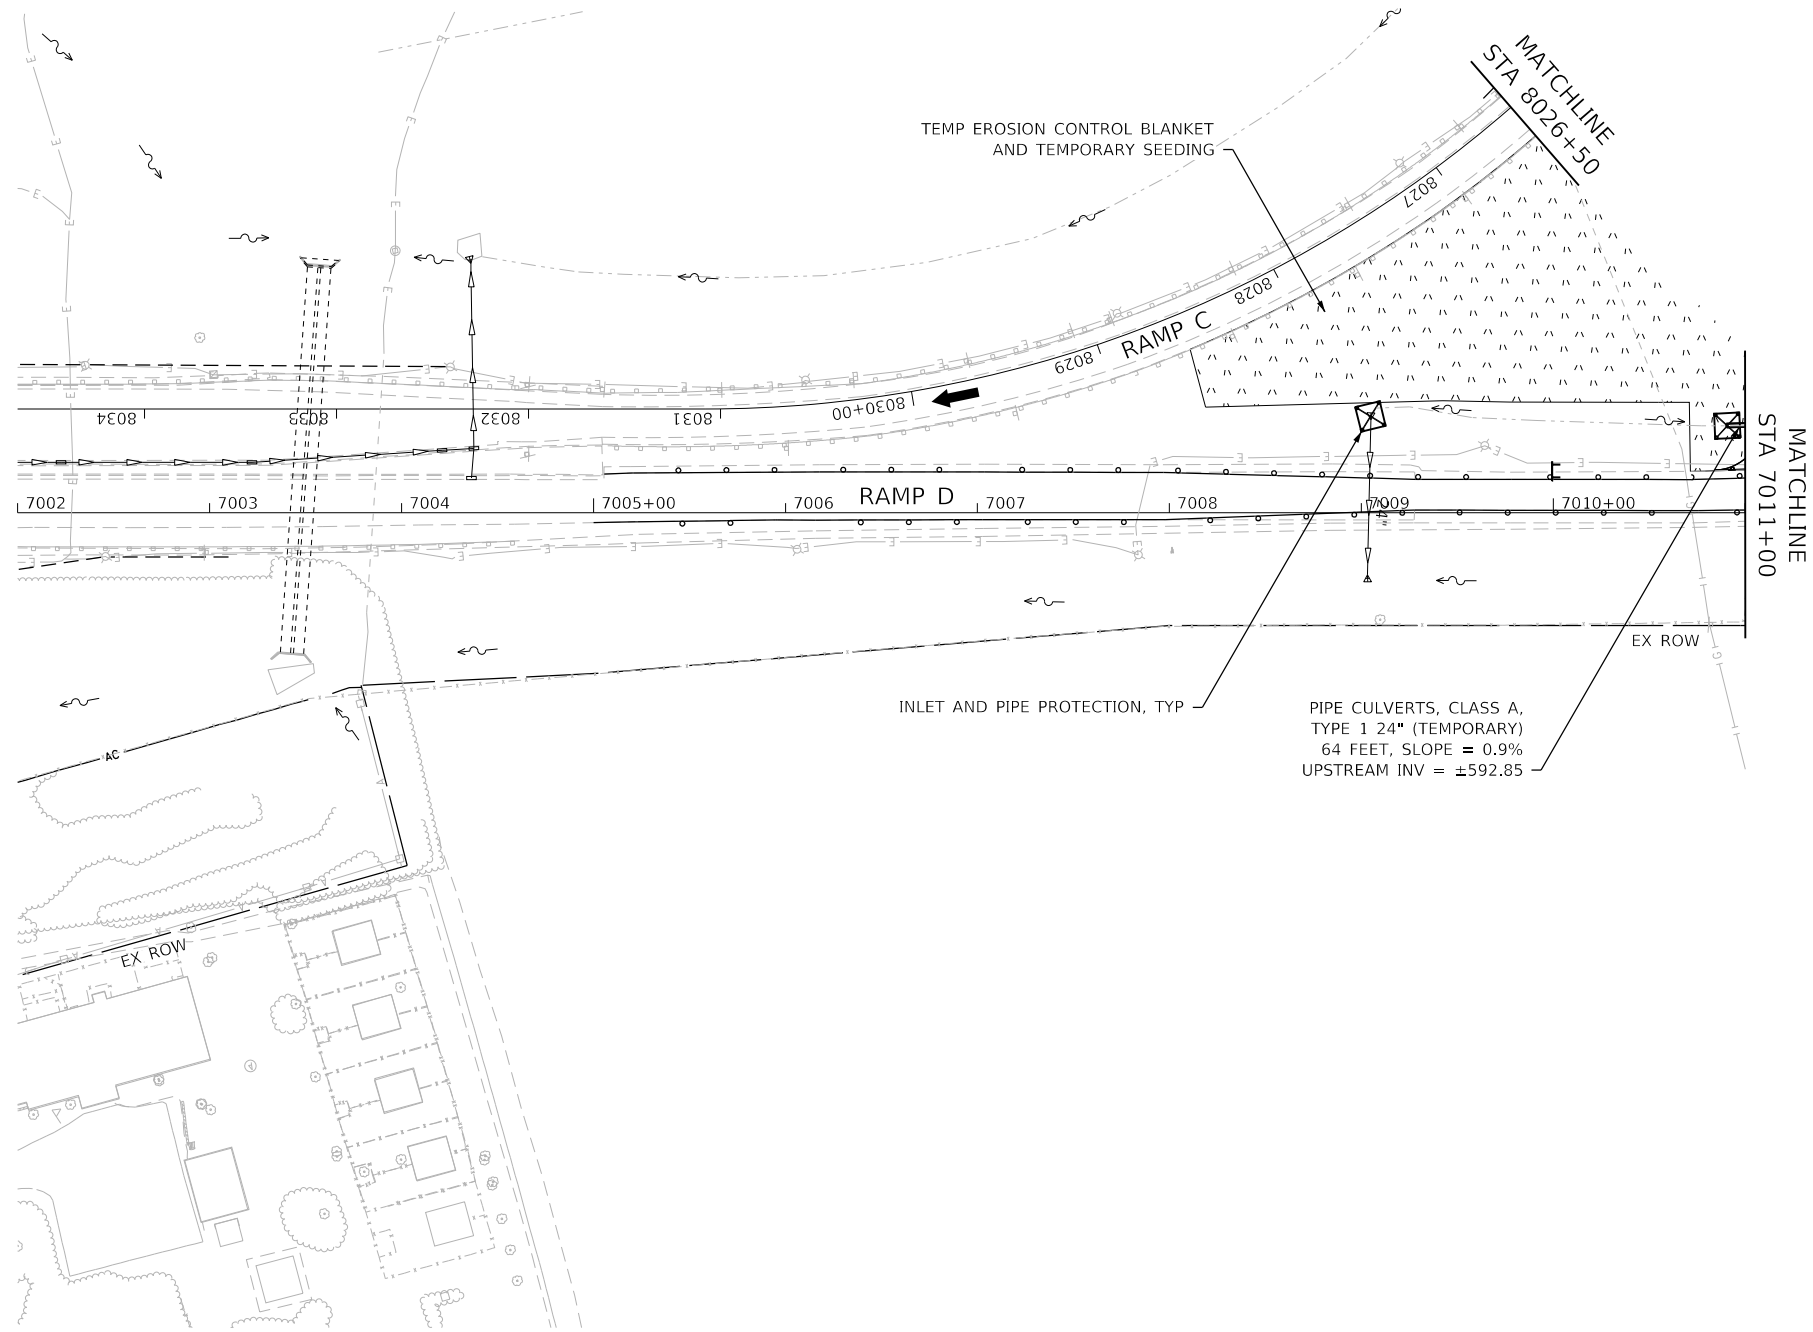 MATCHLINE
STA 8026+50
TEMP EROSION CONTROL BLANKET
AND TEMPORARY SEEDING
8027
8028
RAMP C
8029
8030+00
8031
8032
8033
8034
MATCHLINE
STA 7011+00
RAMP D
7002
7003
7004
7005+00
7006
7007
7008
7009
7010+00
EX ROW
INLET AND PIPE PROTECTION, TYP
PIPE CULVERTS, CLASS A,
TYPE 1 24" (TEMPORARY)
64 FEET, SLOPE = 0.9%
UPSTREAM INV = ±592.85
AC
EX ROW